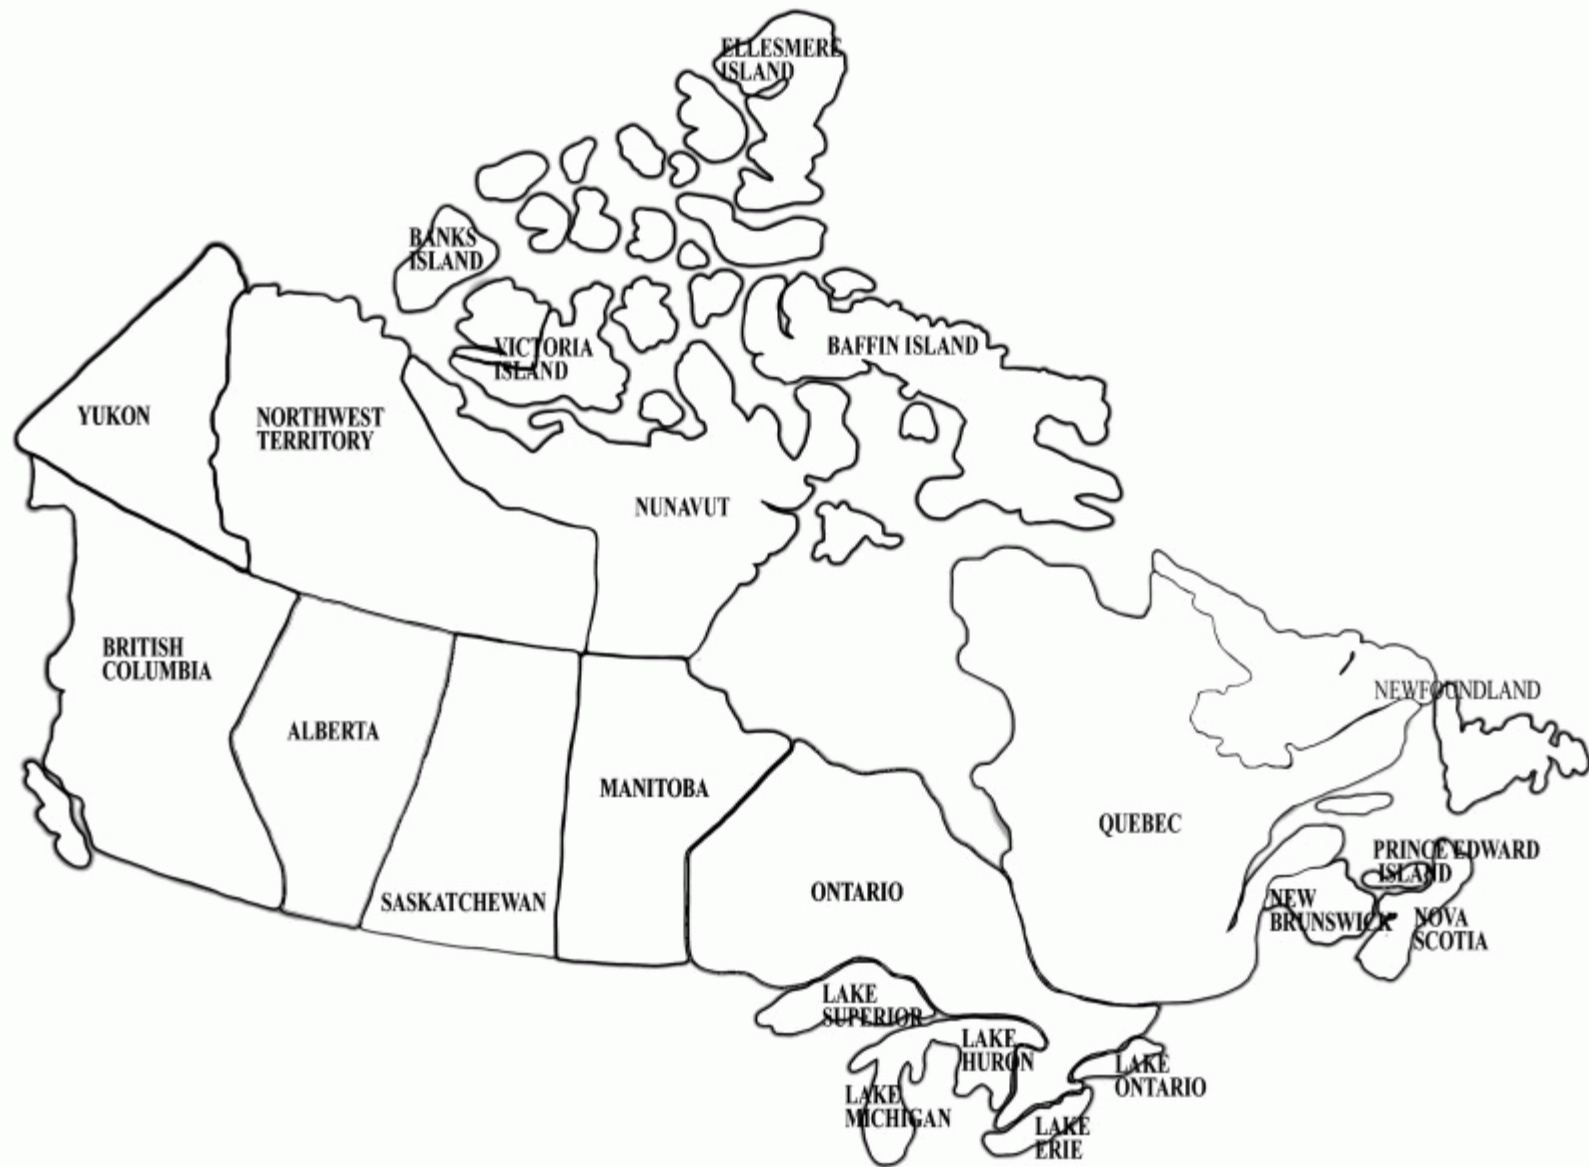 ELLESMERE
ISLAND
BANKS
ISLAND
VICTORIA
ISLAND
BAFFIN ISLAND
YUKON
NORTHWEST
TERRITORY
NUNAVUT
BRITISH
COLUMBIA
NEWFOUNDLAND
ALBERTA
MANITOBA
QUEBEC
SASKATCHEWAN
ONTARIO
PRINCE EDWARD
ISLAND
NEW
BRUNSWICK
NOVA
SCOTIA
LAKE
SUPERIOR
LAKE
HURON
LAKE
ONTARIO
LAKE
MICHIGAN
LAKE
ERIE